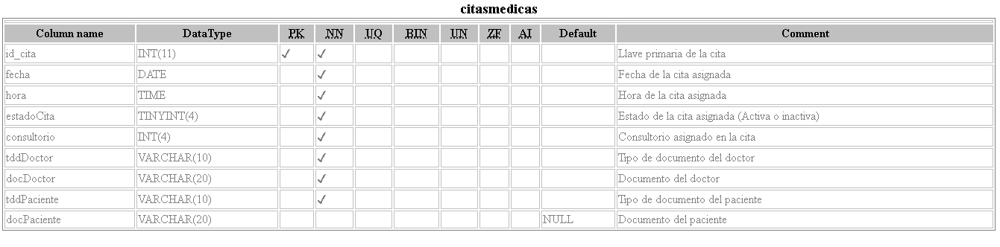 citasmedicas
Column name DataType PK NN UQ BIN UN ZF AI Default Comment
id_cita INT(11) ✓ ✓ Llave primaria de la cita
fecha DATE ✓ Fecha de la cita asignada
hora TIME ✓ Hora de la cita asignada
estadoCita TINYINT(4) ✓ Estado de la cita asignada (Activa o inactiva)
consultorio INT(4) ✓ Consultorio asignado en la cita
tddDoctor VARCHAR(10) ✓ Tipo de documento del doctor
docDoctor VARCHAR(20) ✓ Documento del doctor
tddPaciente VARCHAR(10) ✓ Tipo de documento del paciente
docPaciente VARCHAR(20) NULL Documento del paciente